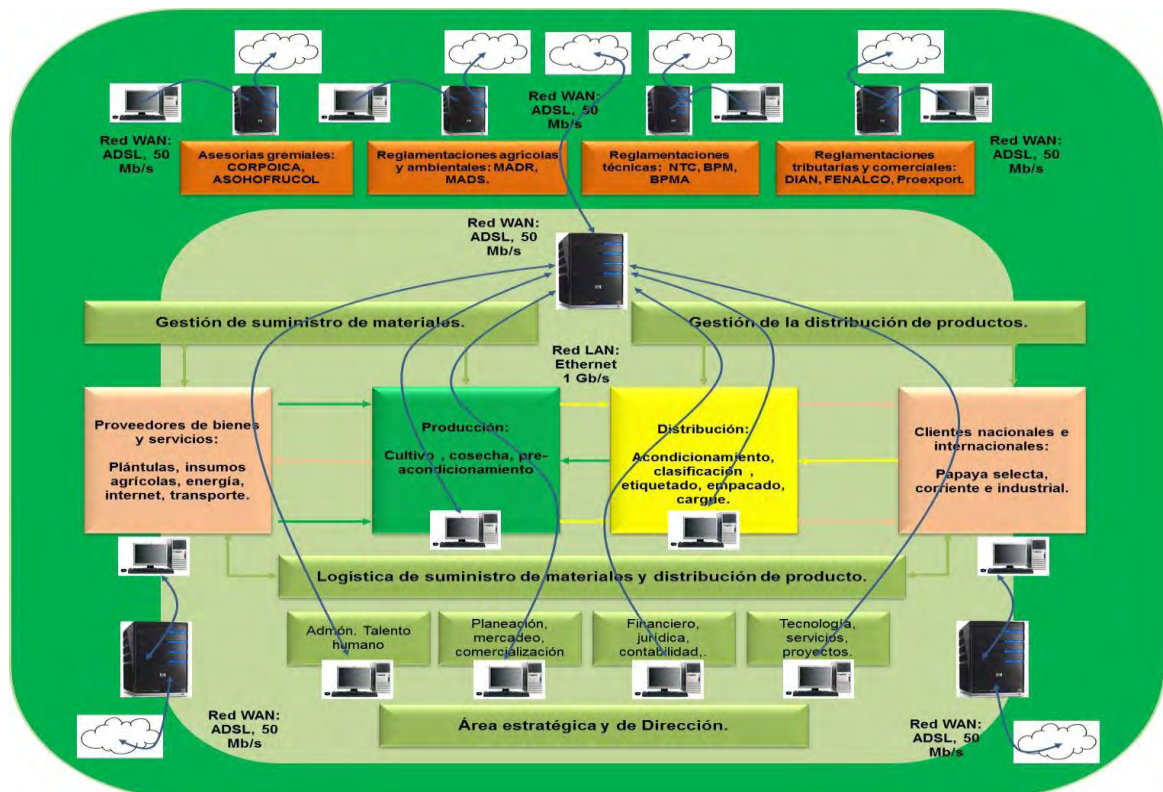 Red WAN:
ADSL, 50
Mb/s
Red WAN:
ADSL, 50
Mb/s
Red WAN:
ADSL, 50
Mb/s
Asesorías gremiales:
CORPOICA,
ASOHOFRUCOL
Reglamentaciones agrícolas
y ambientales: MADR,
MADS.
Reglamentaciones
técnicas: NTC, BPM,
BPMA
Reglamentaciones
tributarias y comerciales:
DIAN, FENALCO, Proexport.
Red WAN:
ADSL, 50
Mb/s
Gestión de suministro de materiales.
Gestión de la distribución de productos.
Red LAN:
Ethernet
1 Gb/s
Proveedores de bienes
y servicios:
Plántulas, insumos
agrícolas, energía,
internet, transporte.
Producción:
Cultivo , cosecha, pre-
acondicionamiento
Distribución:
Acondicionamiento,
clasificación ,
etiquetado, empacado,
cargue.
Clientes nacionales e
internacionales:
Papaya selecta,
corriente e industrial.
Logística de suministro de materiales y distribución de producto.
Admón. Talento
humano
Planeación,
mercadeo,
comercialización
Financiero,
jurídica,
contabilidad,.
Tecnología,
servicios,
proyectos.
Área estratégica y de Dirección.
Red WAN:
ADSL, 50
Mb/s
Red WAN:
ADSL, 50
Mb/s